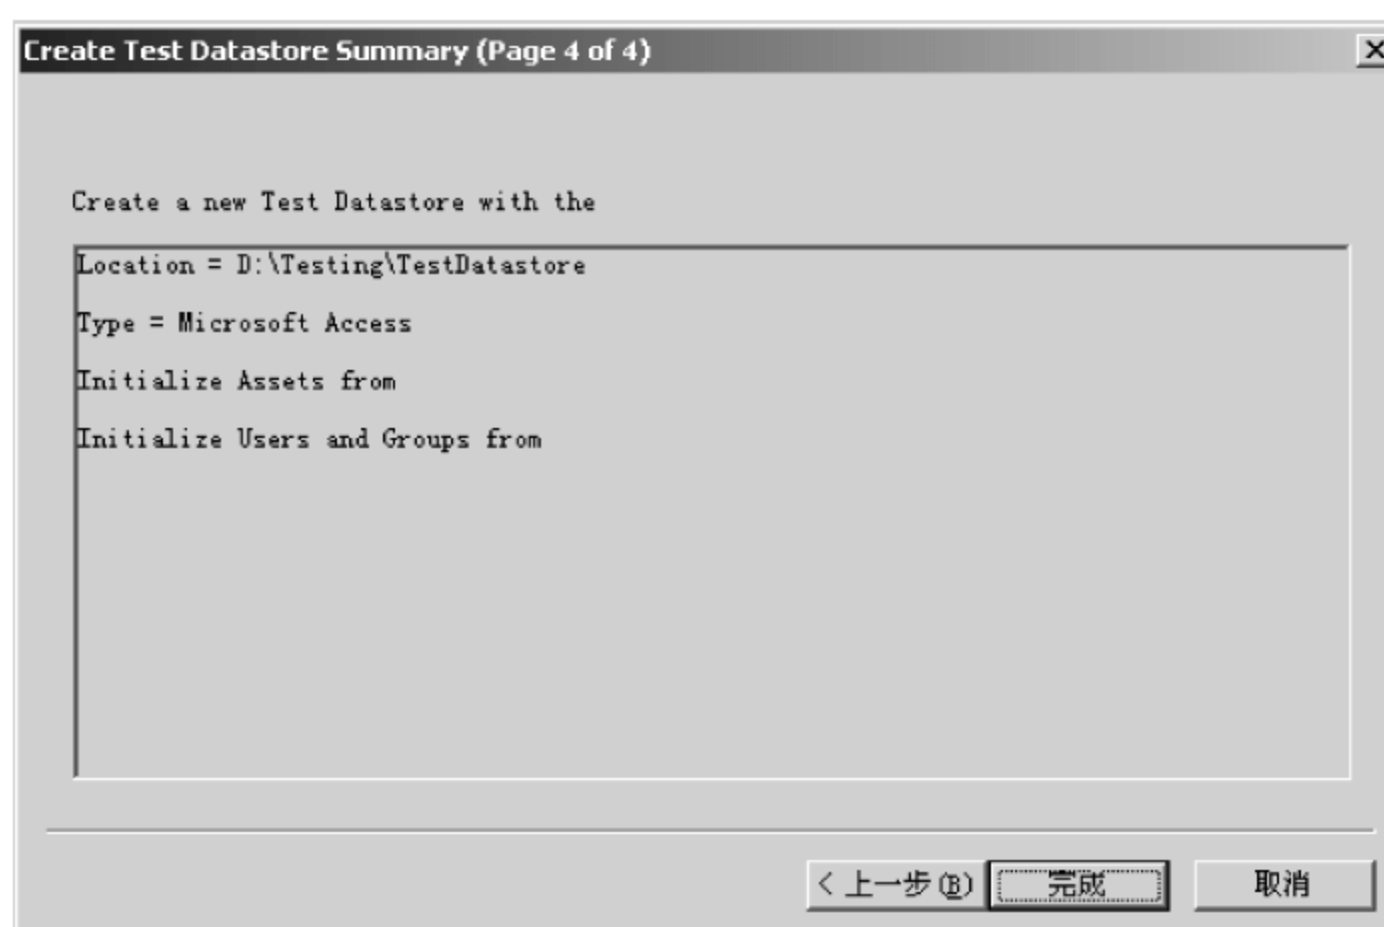 Create Test Datastore Summary (Page 4 of 4)
Create a new Test Datastore with the
Location = D:\Testing\TestDatastore
Type = Microsoft Access
Initialize Assets from
Initialize Users and Groups from
< 上一步(B) 完成 取消